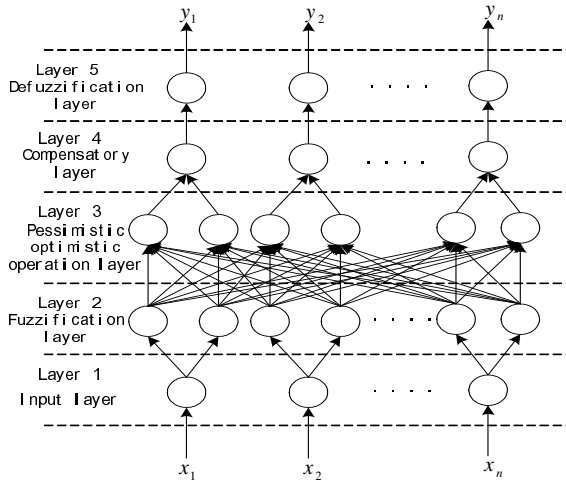 y1 y2 yn
Layer 5
Defuzzification
layer
Layer 4
Compensatory
layer
Layer 3
Pessimistic
optimistic
operation layer
Layer 2
Fuzzification
layer
Layer 1
Input layer
x1 x2 xn